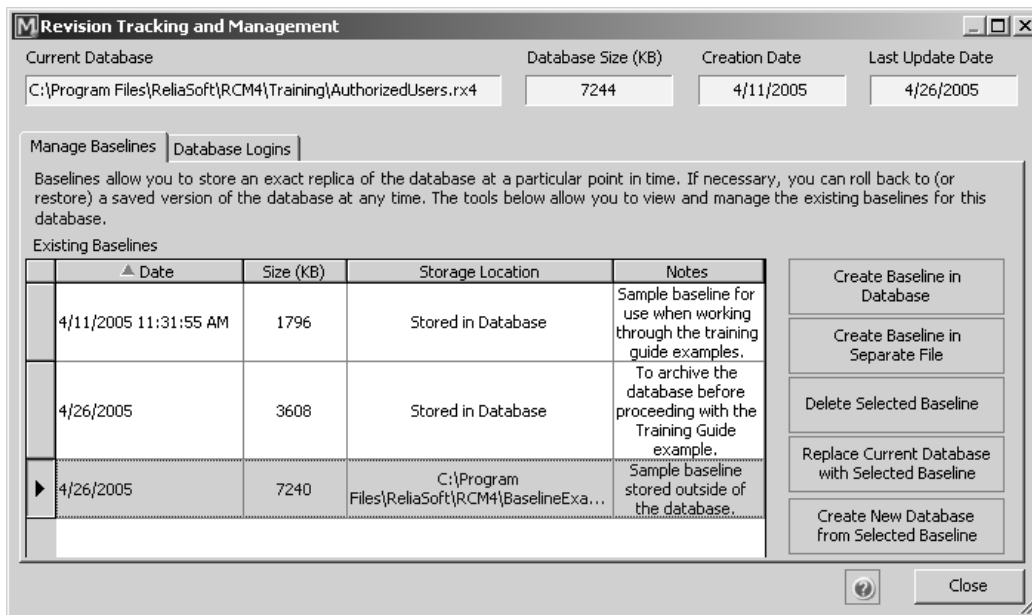 M Revision Tracking and Management
Current Database
Database Size (KB)
Creation Date
Last Update Date
C:\Program Files\ReliaSoft\RCM4\Training\AuthorizedUsers.rx4
7244
4/11/2005
4/26/2005
Manage Baselines
Database Logins
Baselines allow you to store an exact replica of the database at a particular point in time. If necessary, you can roll back to (or
restore) a saved version of the database at any time. The tools below allow you to view and manage the existing baselines for this
database.
Existing Baselines
Date
Size (KB)
Storage Location
Notes
4/11/2005 11:31:55 AM
1796
Stored in Database
Sample baseline for
use when working
through the training
guide examples.
4/26/2005
3608
Stored in Database
To archive the
database before
proceeding with the
Training Guide
example.
4/26/2005
7240
C:\Program
Files\ReliaSoft\RCM4\BaselineExa...
Sample baseline
stored outside of
the database.
Create Baseline in
Database
Create Baseline in
Separate File
Delete Selected Baseline
Replace Current Database
with Selected Baseline
Create New Database
from Selected Baseline
?
Close